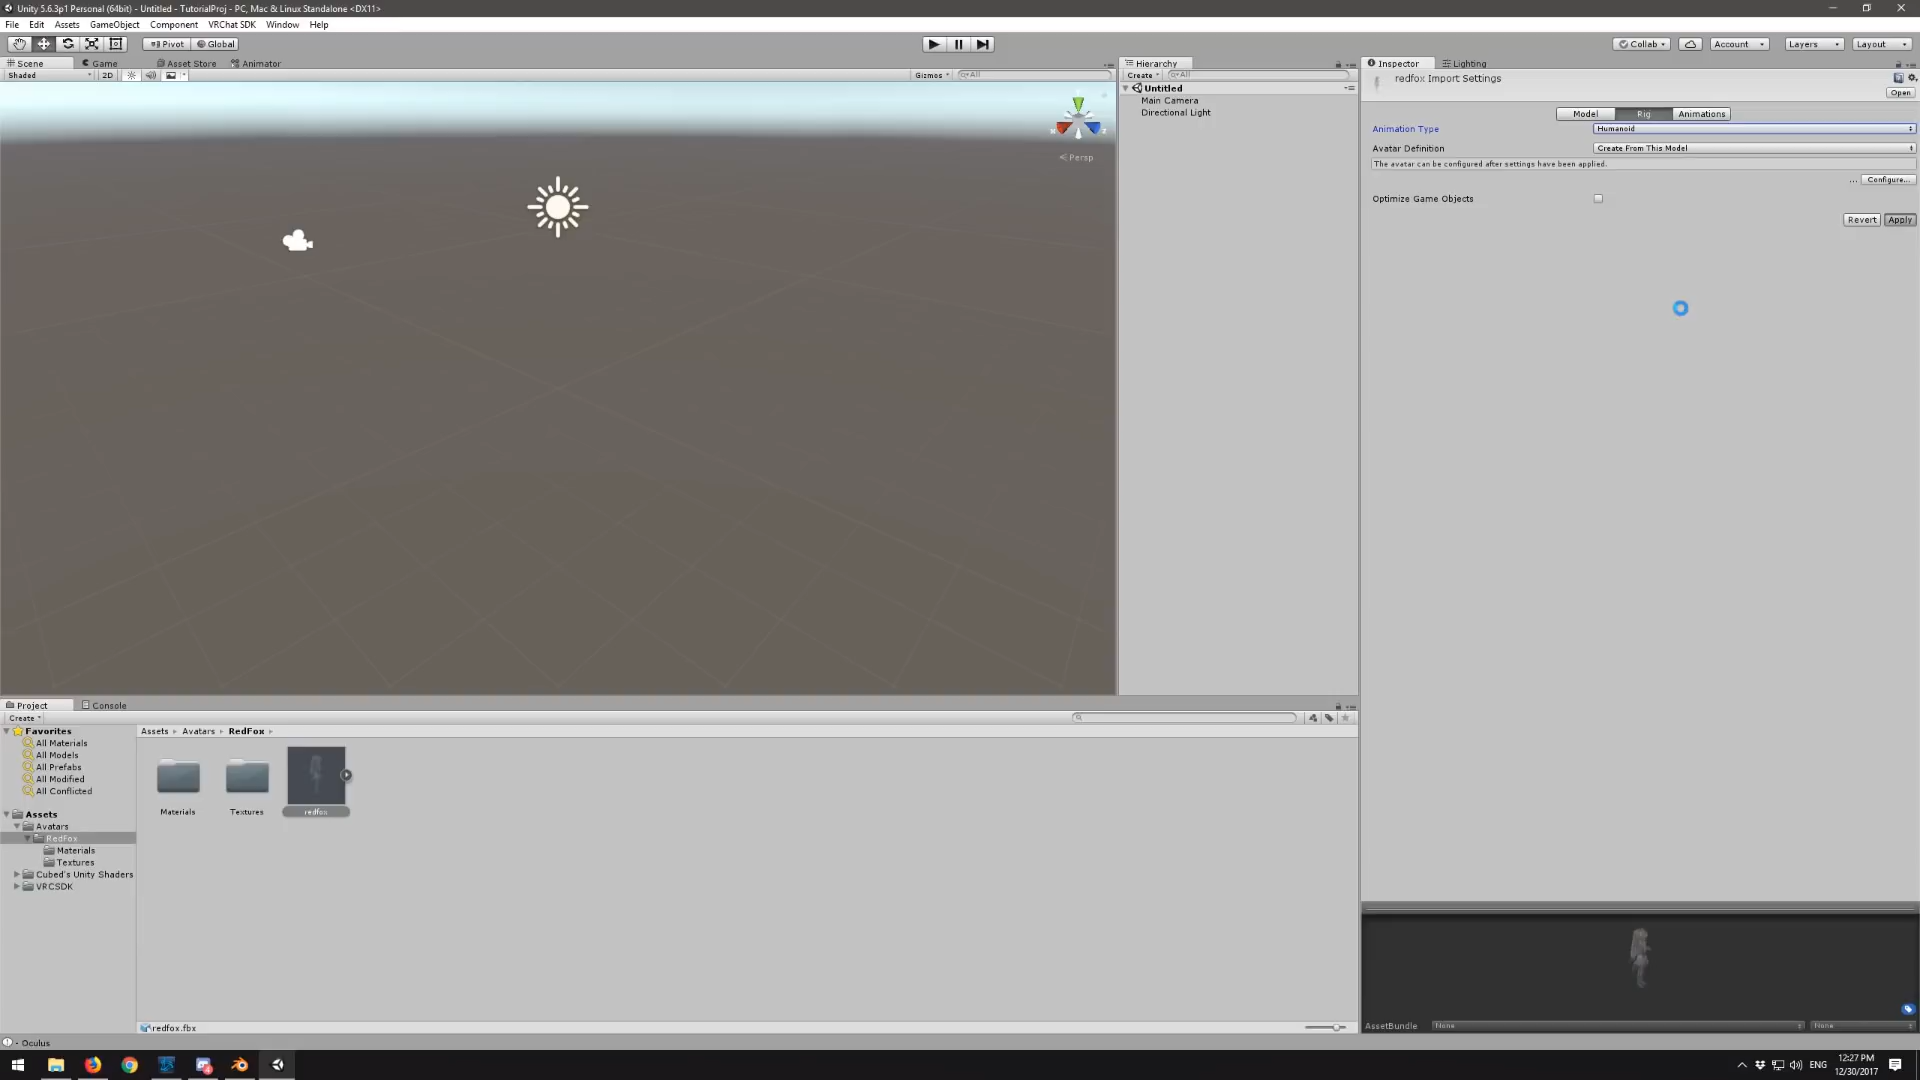 Unity 5.6.3p1 Personal (64bit) - Untitled - TutorialProj - PC, Mac & Linux Standalone <DX11>
File Edit Assets GameObject Component VRChat SDK Window Help
Pivot Global
Collab Account Layers Layout
Scene Game Asset Store Animator
Shaded 2D Gizmos All
Persp
Hierarchy
Create All
Untitled
Main Camera
Directional Light
Inspector Lighting
redfox Import Settings
Open
Model Rig Animations
Animation Type Humanoid
Avatar Definition Create From This Model
The avatar can be configured after settings have been applied.
... Configure...
Optimize Game Objects
Revert Apply
Project Console
Create
Favorites
All Materials
All Models
All Prefabs
All Modified
All Conflicted
Assets
Avatars
RedFox
Materials
Textures
Cubed's Unity Shaders
VRCSDK
Assets Avatars RedFox
Materials Textures redfox
redfox.fbx
AssetBundle None None
- Oculus
ENG 12:27 PM
12/30/2017